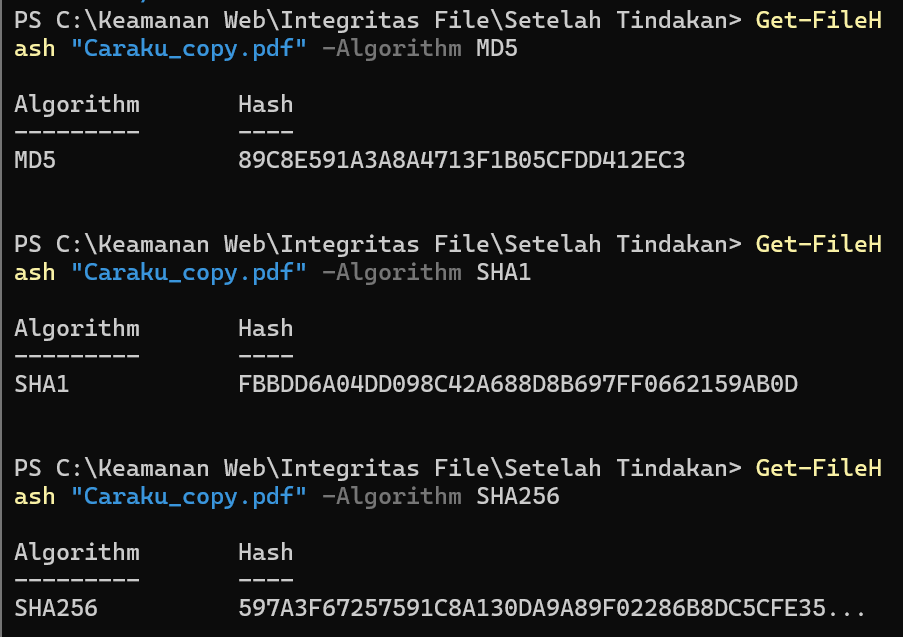 PS C:\Keamanan Web\Integritas File\Setelah Tindakan> Get-FileH
ash "Caraku_copy.pdf" -Algorithm MD5
Algorithm Hash
--------- ----
MD5 89C8E591A3A8A4713F1B05CFDD412EC3
PS C:\Keamanan Web\Integritas File\Setelah Tindakan> Get-FileH
ash "Caraku_copy.pdf" -Algorithm SHA1
Algorithm Hash
--------- ----
SHA1 FBBDD6A04DD098C42A688D8B697FF0662159AB0D
PS C:\Keamanan Web\Integritas File\Setelah Tindakan> Get-FileH
ash "Caraku_copy.pdf" -Algorithm SHA256
Algorithm Hash
--------- ----
SHA256 597A3F67257591C8A130DA9A89F02286B8DC5CFE35...